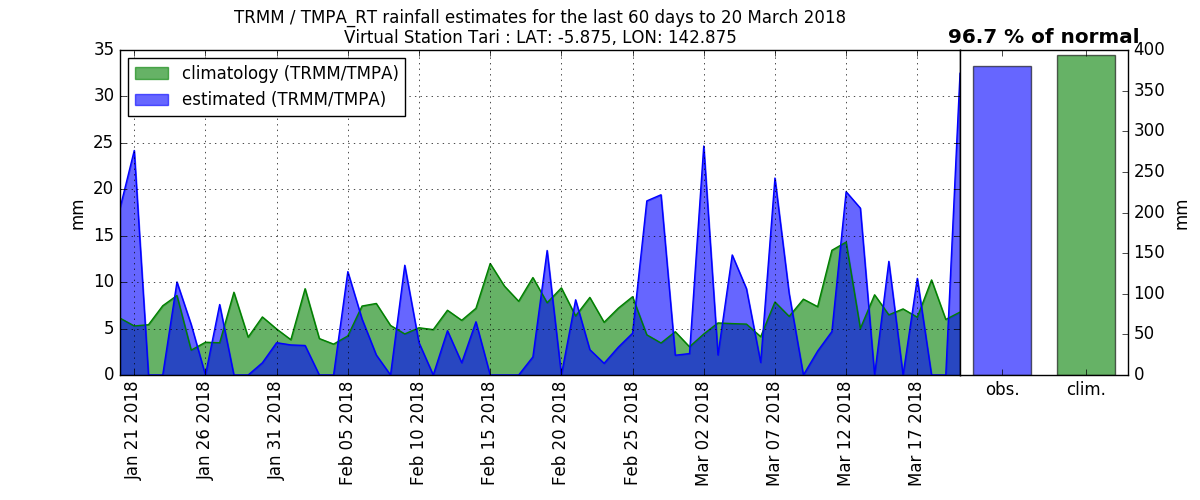 TRMM / TMPA_RT rainfall estimates for the last 60 days to 20 March 2018
Virtual Station Tari : LAT: -5.875, LON: 142.875
96.7 % of normal
climatology (TRMM/TMPA)
estimated (TRMM/TMPA)
mm
35
30
25
20
15
10
5
0
Jan 21 2018
Jan 26 2018
Jan 31 2018
Feb 05 2018
Feb 10 2018
Feb 15 2018
Feb 20 2018
Feb 25 2018
Mar 02 2018
Mar 07 2018
Mar 12 2018
Mar 17 2018
obs.
clim.
400
350
300
250
200
150
100
50
0
mm